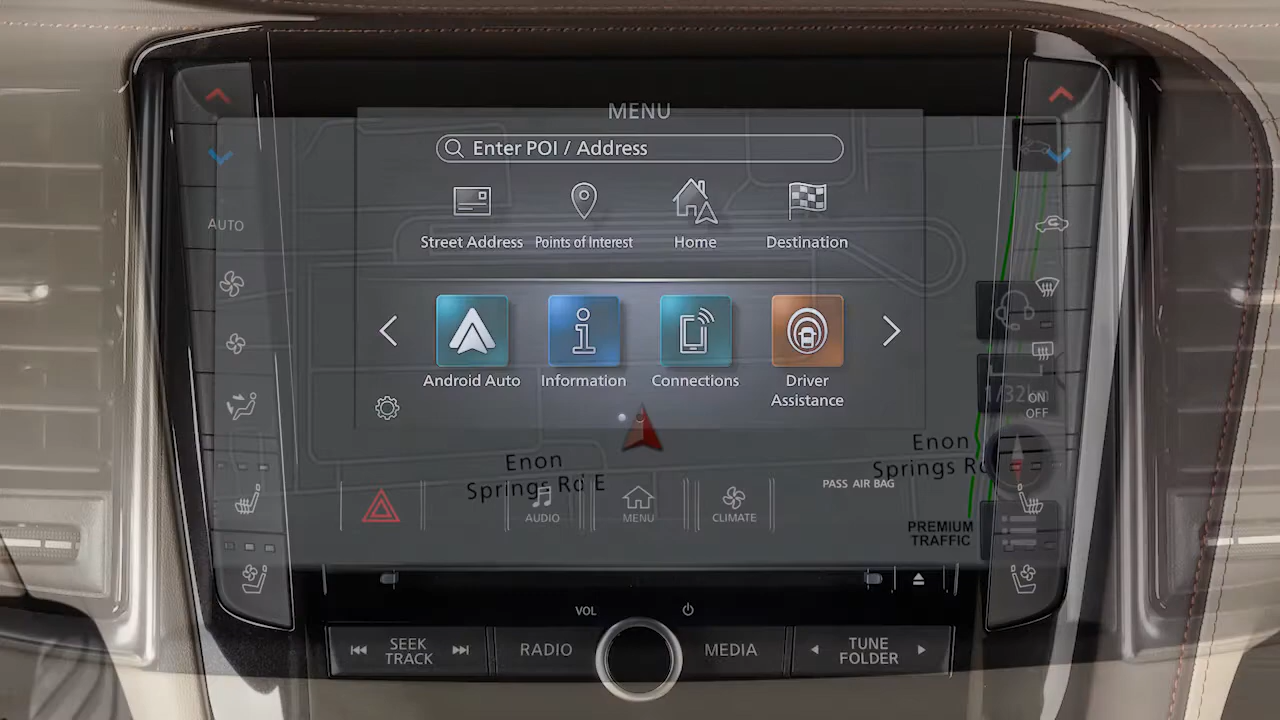 MENU
Enter POI / Address
Street Address
Points of Interest
Home
Destination
AUTO
Android Auto
Information
Connections
Driver
Assistance
1/32
ON
OFF
Enon
Springs Rd E
Enon
Springs Rd
PASS AIR BAG
AUDIO
MENU
CLIMATE
PREMIUM
TRAFFIC
VOL
SEEK
TRACK
RADIO
MEDIA
TUNE
FOLDER